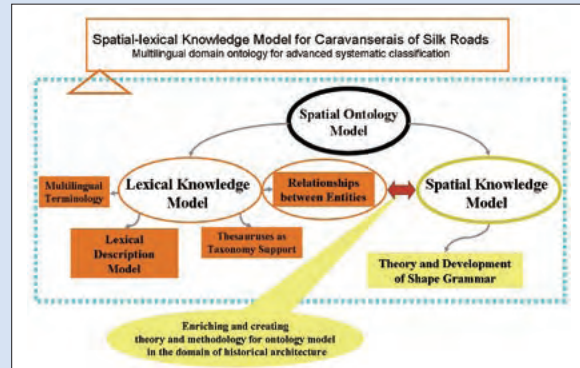 Spatial-lexical Knowledge Model for Caravanserais of Silk Roads
Multilingual domain ontology for advanced systematic classification
Spatial Ontology
Model
Multilingual
Terminology
Lexical Knowledge
Model
Relationships
between Entities
Spatial Knowledge
Model
Lexical
Description
Model
Thesauruses as
Taxonomy Support
Theory and Development
of Shape Grammar
Enriching and creating
theory and methodology for ontology model
in the domain of historical architecture